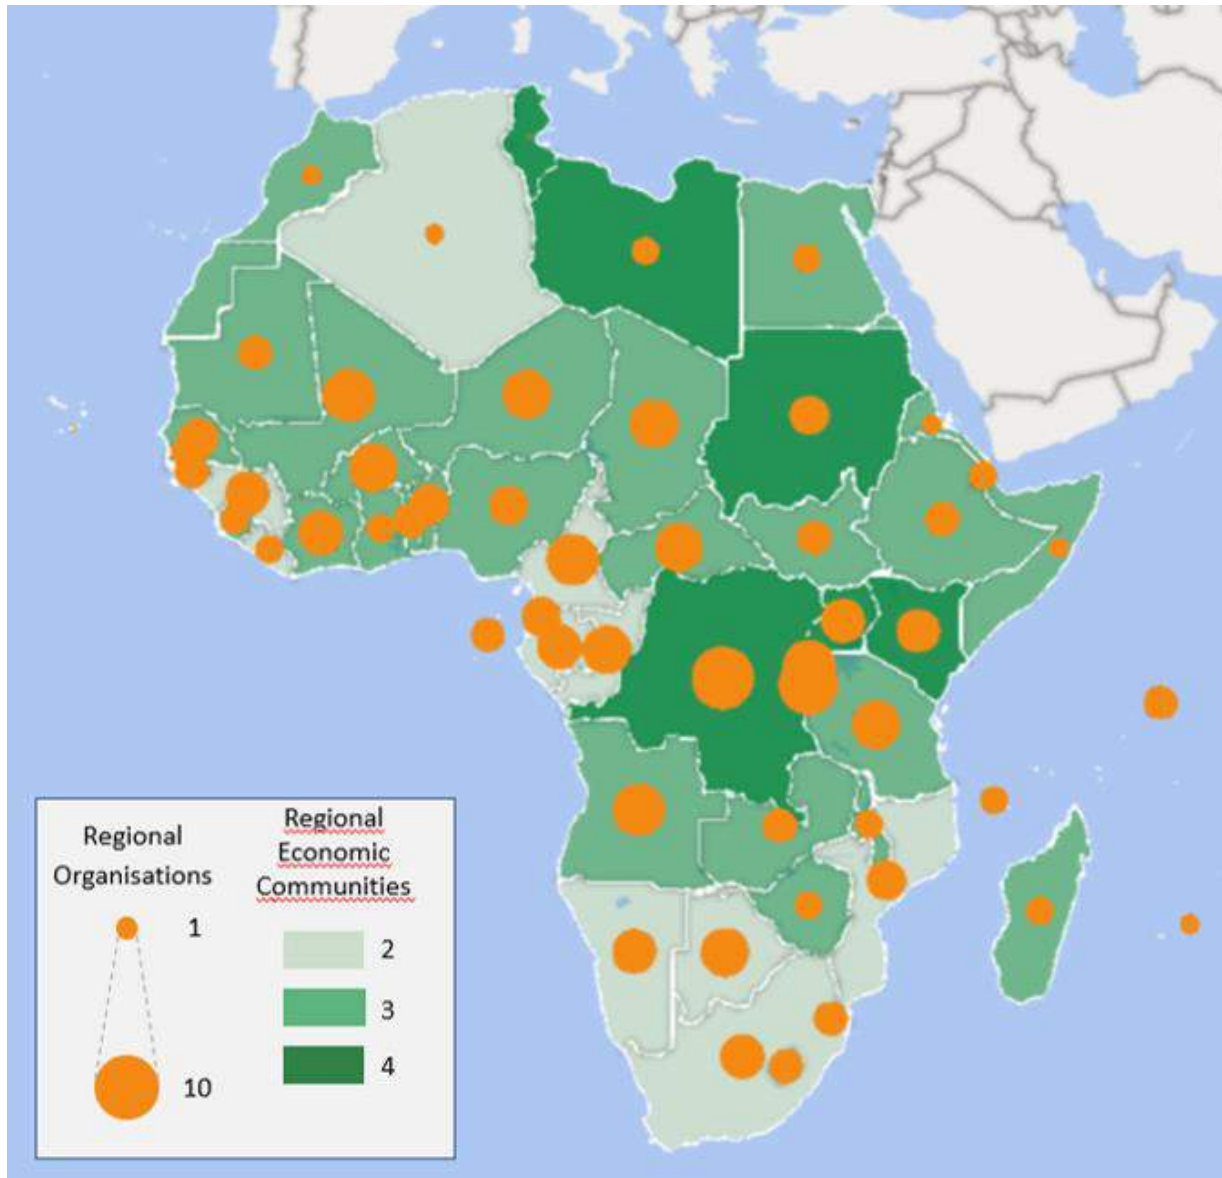 Regional
Organisations
1
10
Regional
Economic
Communities
2
3
4